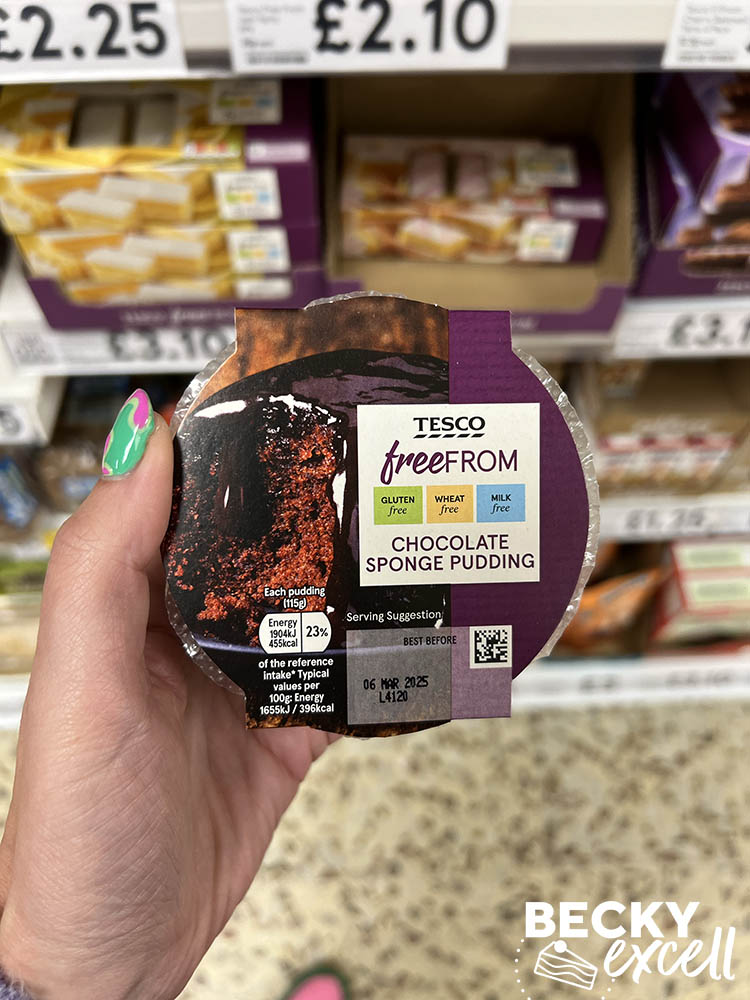 £2.25
£2.10
£3.10
TESCO
freeFROM
GLUTEN free
WHEAT free
MILK free
CHOCOLATE
SPONGE PUDDING
Each pudding
(115g)
Energy
1904kJ
455kcal
23%
of the reference
intake* Typical
values per
100g: Energy
1655kJ / 396kcal
Serving Suggestion
BEST BEFORE
06 MAR 2025
L4120
BECKY
excell